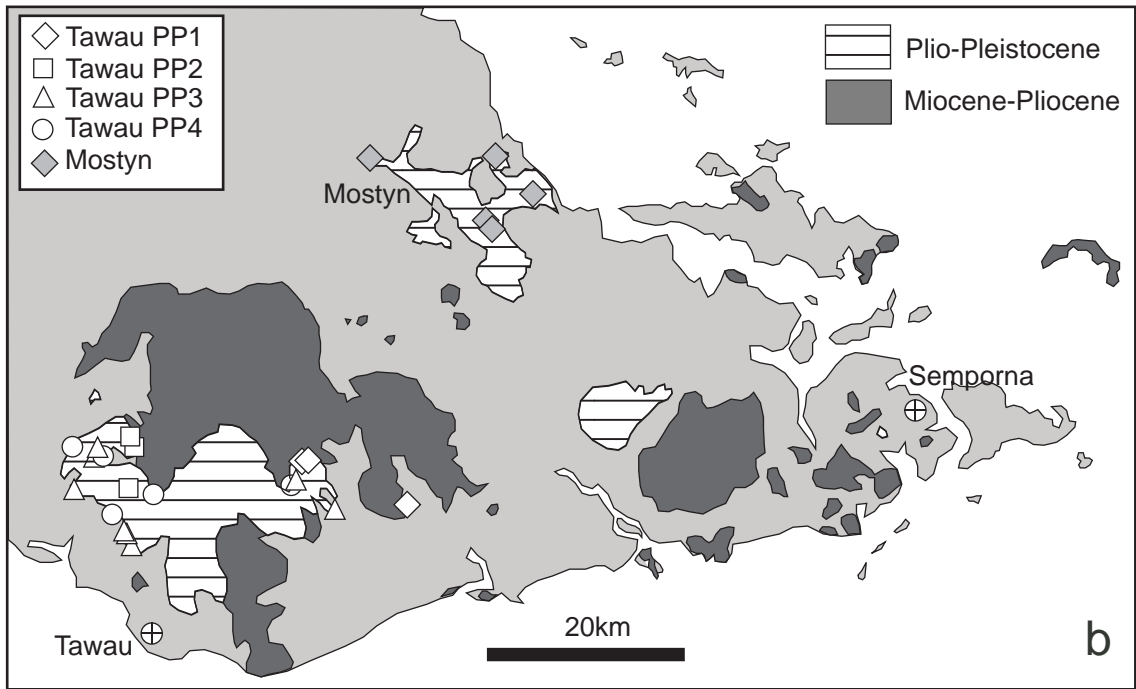 Tawau PP1
Tawau PP2
Tawau PP3
Tawau PP4
Mostyn
Plio-Pleistocene
Miocene-Pliocene
Mostyn
Semporna
Tawau
20km
b